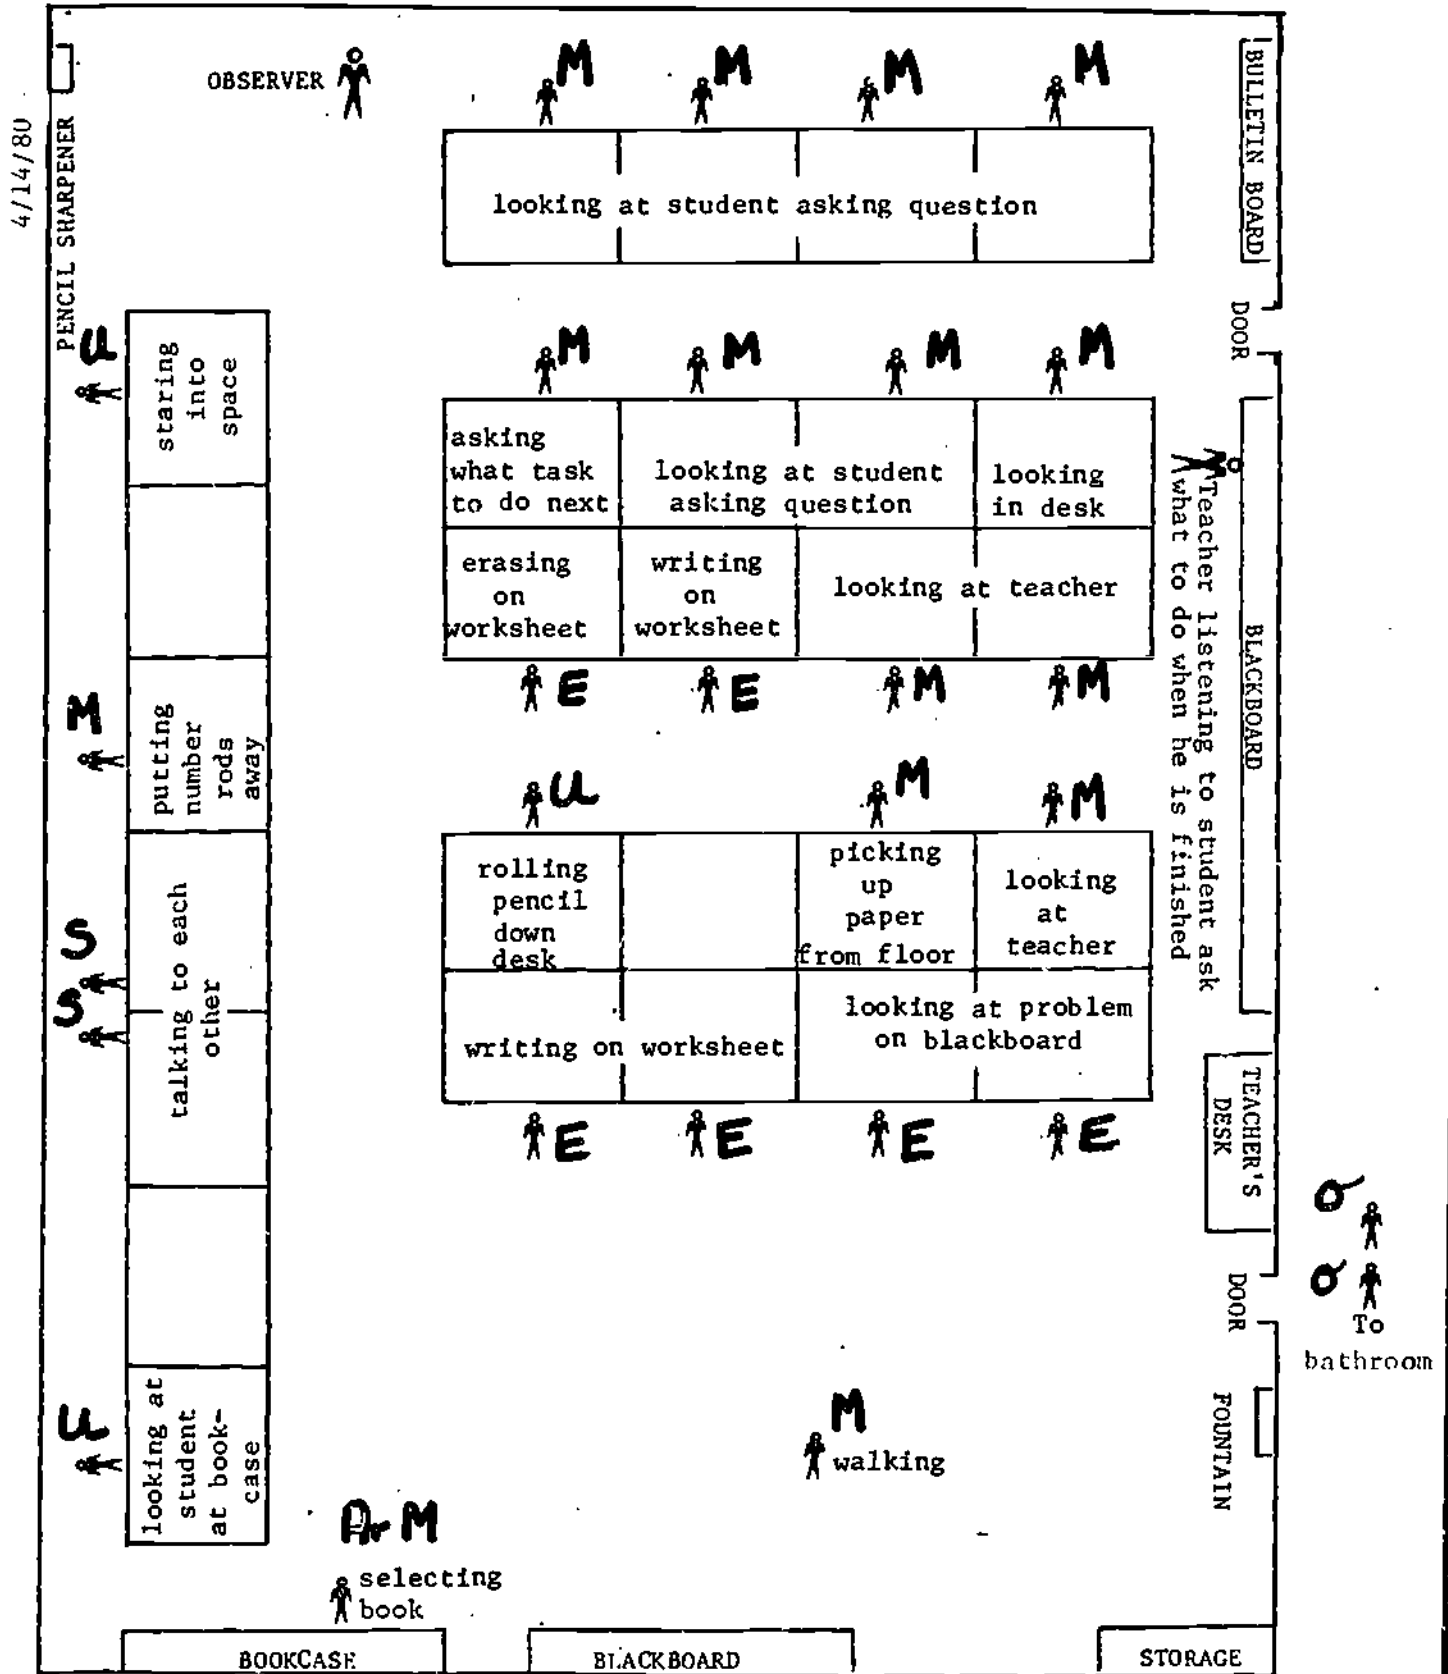 4/14/80
PENCIL SHARPENER
OBSERVER
M
M
M
M
looking at student asking question
BULLETIN BOARD
DOOR
U
staring
into
space
M
M
M
M
asking
what task
to do next
looking at student
asking question
looking
in desk
erasing
on
worksheet
writing
on
worksheet
looking at teacher
E
E
M
M
Teacher listening to student ask
what to do when he is finished
BLACKBOARD
M
putting
number
rods
away
U
M
M
rolling
pencil
down
desk
picking
up
paper
from floor
looking
at
teacher
S
S
talking to each
other
writing on worksheet
looking at problem
on blackboard
E
E
E
E
TEACHER'S
DESK
O
O
To
bathroom
DOOR
FOUNTAIN
U
looking at
student
at book-
case
M
walking
Ar M
selecting
book
BOOKCASE
BLACKBOARD
STORAGE